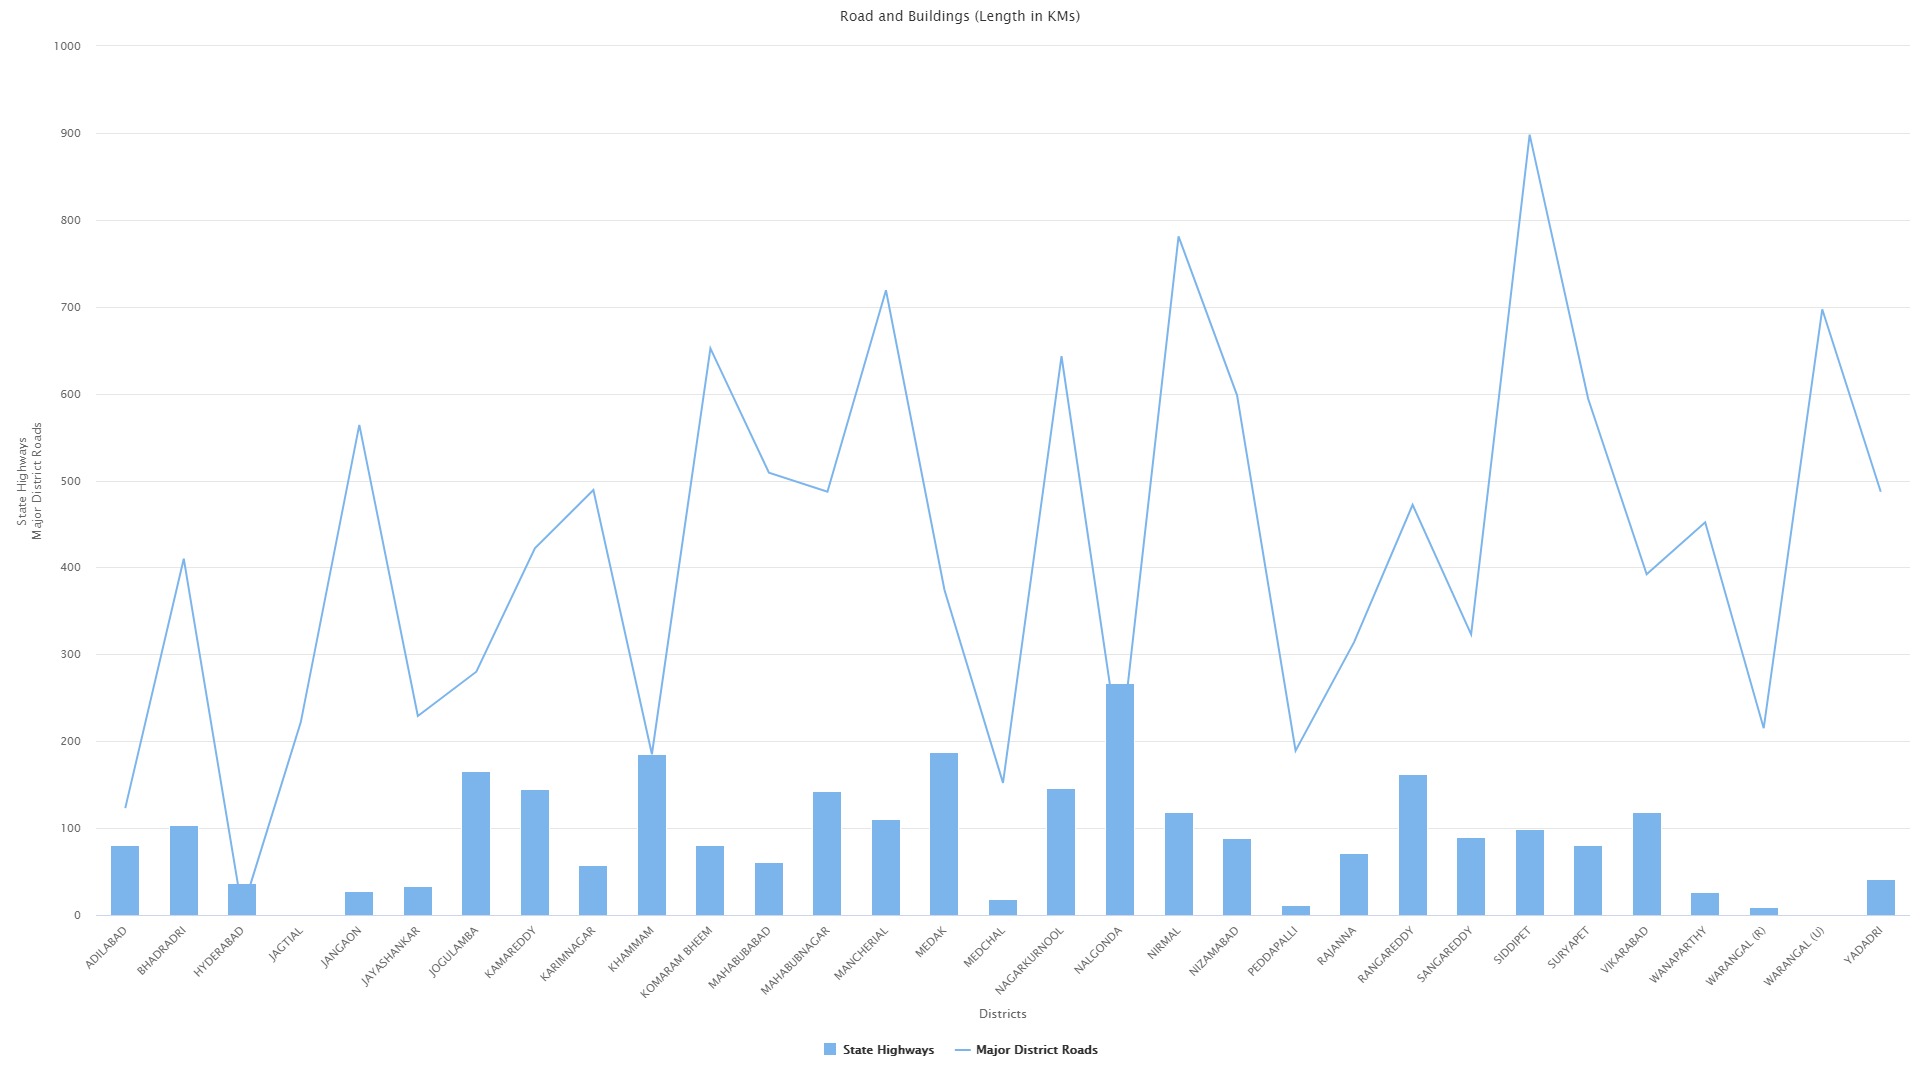 Road and Buildings (Length in KMs)
State Highways
Major District Roads
1000
900
800
700
600
500
400
300
200
100
0
ADILABAD
BHADRADRI
HYDERABAD
JAGTIAL
JANGAON
JAYASHANKAR
JOGULAMBA
KAMAREDDY
KARIMNAGAR
KHAMMAM
KOMARAM BHEEM
MAHABUBABAD
MAHABUBNAGAR
MANCHERIAL
MEDAK
MEDCHAL
NAGARKURNOOL
NALGONDA
NIRMAL
NIZAMABAD
PEDDAPALLI
RAJANNA
RANGAREDDY
SANGAREDDY
SIDDIPET
SURYAPET
VIKARABAD
WANAPARTHY
WARANGAL (R)
WARANGAL (U)
YADADRI
Districts
State Highways
Major District Roads